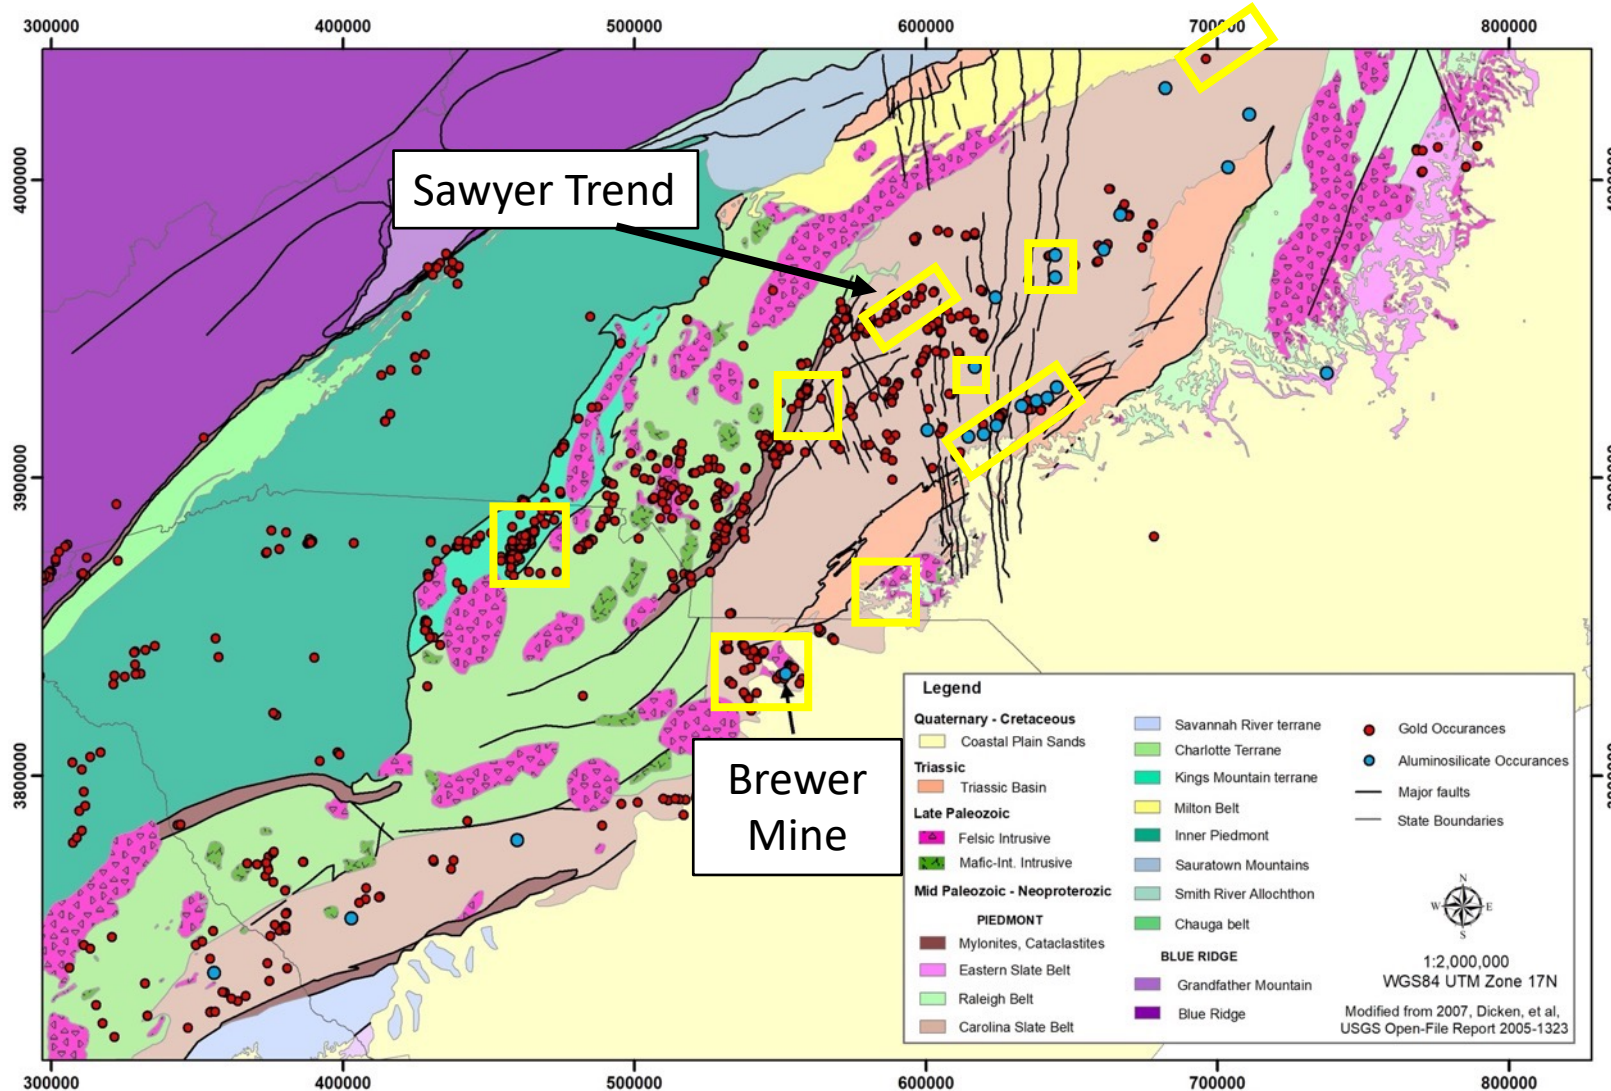 300000
400000
500000
600000
700000
800000
4000000
3900000
3800000
Sawyer Trend
Brewer
Mine
Legend
Quaternary - Cretaceous
Coastal Plain Sands
Triassic
Triassic Basin
Late Paleozoic
Felsic Intrusive
Mafic-Int. Intrusive
Mid Paleozoic - Neoproterozic
PIEDMONT
Mylonites, Cataclastites
Eastern Slate Belt
Raleigh Belt
Carolina Slate Belt
Savannah River terrane
Charlotte Terrane
Kings Mountain terrane
Milton Belt
Inner Piedmont
Sauratown Mountains
Smith River Allochthon
Chauga belt
BLUE RIDGE
Grandfather Mountain
Blue Ridge
Gold Occurances
Aluminosilicate Occurances
Major faults
State Boundaries
N
W E
S
1:2,000,000
WGS84 UTM Zone 17N
Modified from 2007, Dicken, et al,
USGS Open-File Report 2005-1323
300000
400000
500000
600000
700000
800000